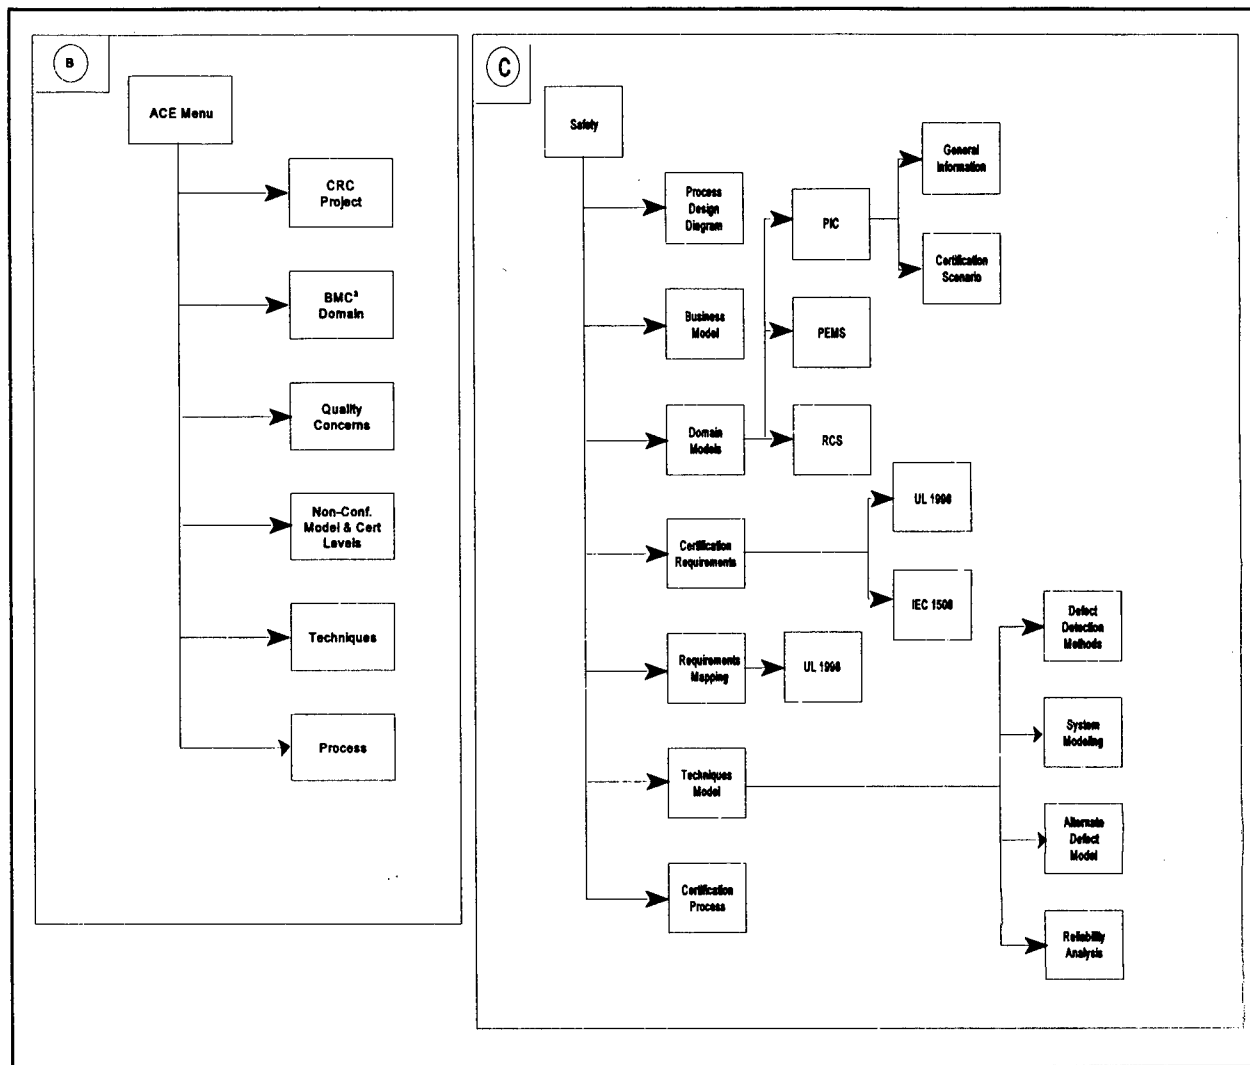 B
ACE Menu
CRC
Project
BMC³
Domain
Quality
Concerns
Non-Conf.
Model & Cert
Levels
Techniques
Process
C
Safety
Process
Design
Diagram
Business
Model
Domain
Models
Certification
Requirements
Requirements
Mapping
Techniques
Model
Certification
Process
PIC
PEMS
RCS
General
Information
Certification
Scenario
UL 1998
IEC 1508
UL 1998
Defect
Detection
Methods
System
Modeling
Alternate
Defect
Model
Reliability
Analysis